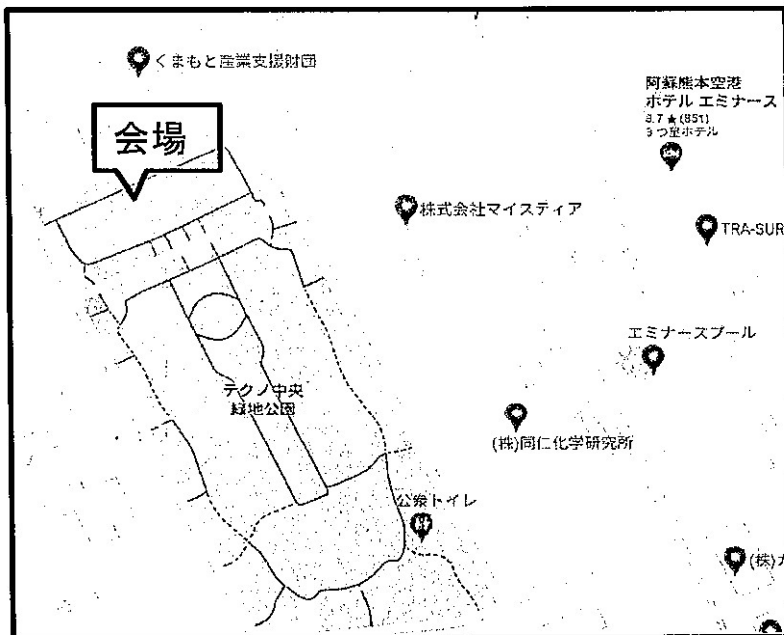 くまもと産業支援財団
会場
阿蘇熊本空港
ホテル エミナース
3.7★(851)
3つ星ホテル
株式会社マイスティア
TRA-SUR
エミナースプール
テクノ中央
緑地公園
(株)同仁化学研究所
公衆トイレ
(株)カ